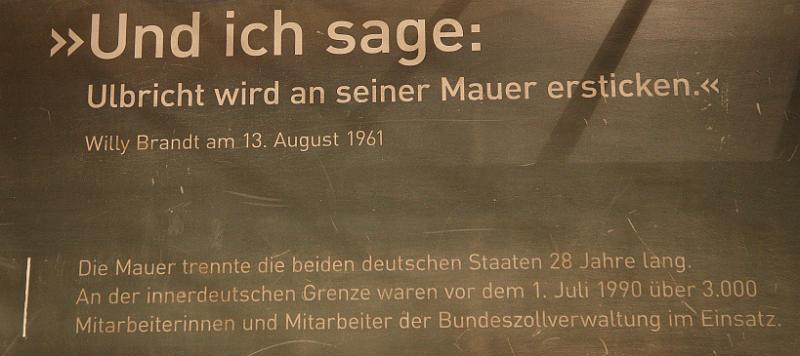 »Und ich sage:
Ulbricht wird an seiner Mauer ersticken.«
Willy Brandt am 13. August 1961
Die Mauer trennte die beiden deutschen Staaten 28 Jahre lang.
An der innerdeutschen Grenze waren vor dem 1. Juli 1990 über 3.000
Mitarbeiterinnen und Mitarbeiter der Bundeszollverwaltung im Einsatz.